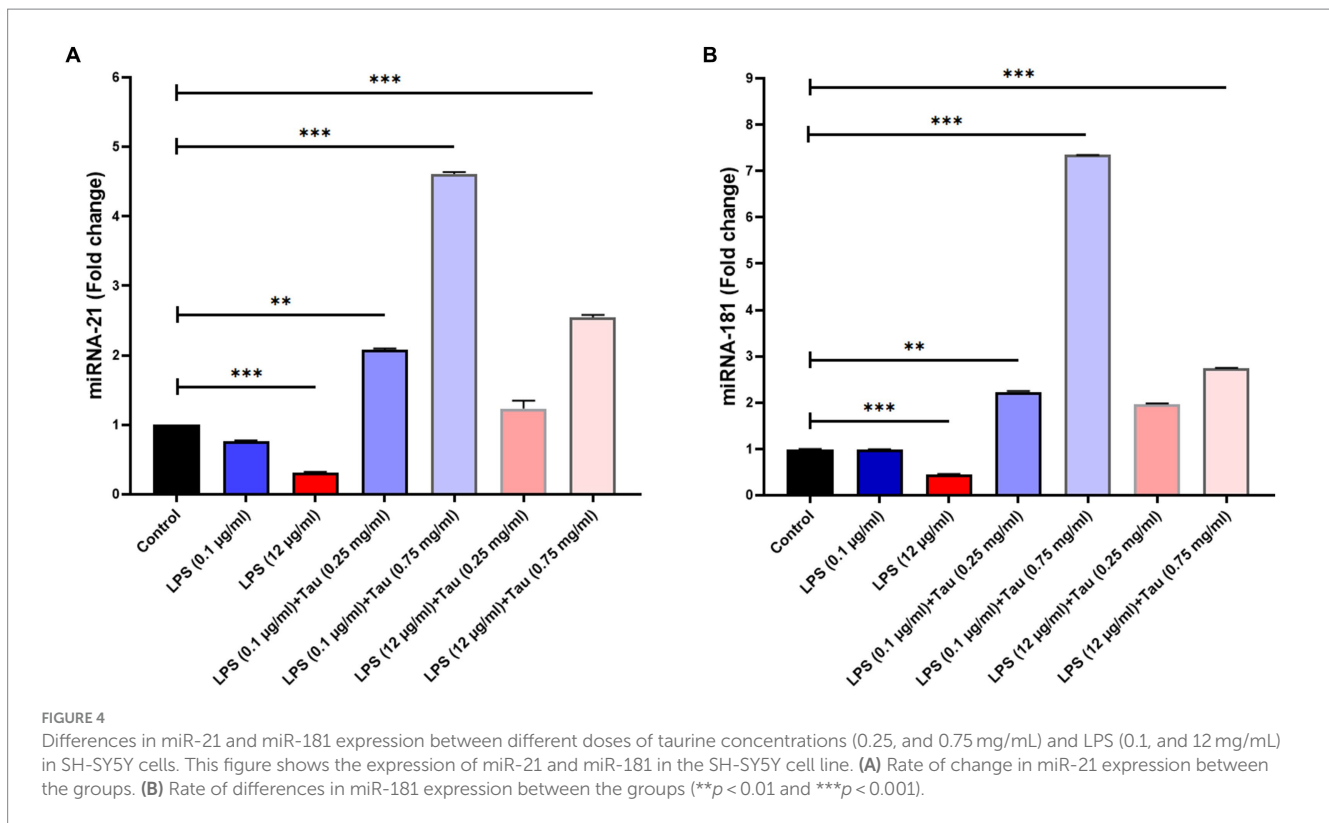 A
6
5
4
3
2
1
0
miRNA-21 (Fold change)
***
***
**
***
Control
LPS (0.1 µg/ml)
LPS (12 µg/ml)
LPS (0.1 µg/ml)+Tau (0.25 mg/ml)
LPS (0.1 µg/ml)+Tau (0.75 mg/ml)
LPS (12 µg/ml)+Tau (0.25 mg/ml)
LPS (12 µg/ml)+Tau (0.75 mg/ml)
B
9
8
7
6
5
4
3
2
1
0
miRNA-181 (Fold change)
***
***
**
***
Control
LPS (0.1 µg/ml)
LPS (12 µg/ml)
LPS (0.1 µg/ml)+Tau (0.25 mg/ml)
LPS (0.1 µg/ml)+Tau (0.75 mg/ml)
LPS (12 µg/ml)+Tau (0.25 mg/ml)
LPS (12 µg/ml)+Tau (0.75 mg/ml)
FIGURE 4
Differences in miR-21 and miR-181 expression between different doses of taurine concentrations (0.25, and 0.75 mg/mL) and LPS (0.1, and 12 mg/mL)
in SH-SY5Y cells. This figure shows the expression of miR-21 and miR-181 in the SH-SY5Y cell line. (A) Rate of change in miR-21 expression between
the groups. (B) Rate of differences in miR-181 expression between the groups (**p < 0.01 and ***p < 0.001).